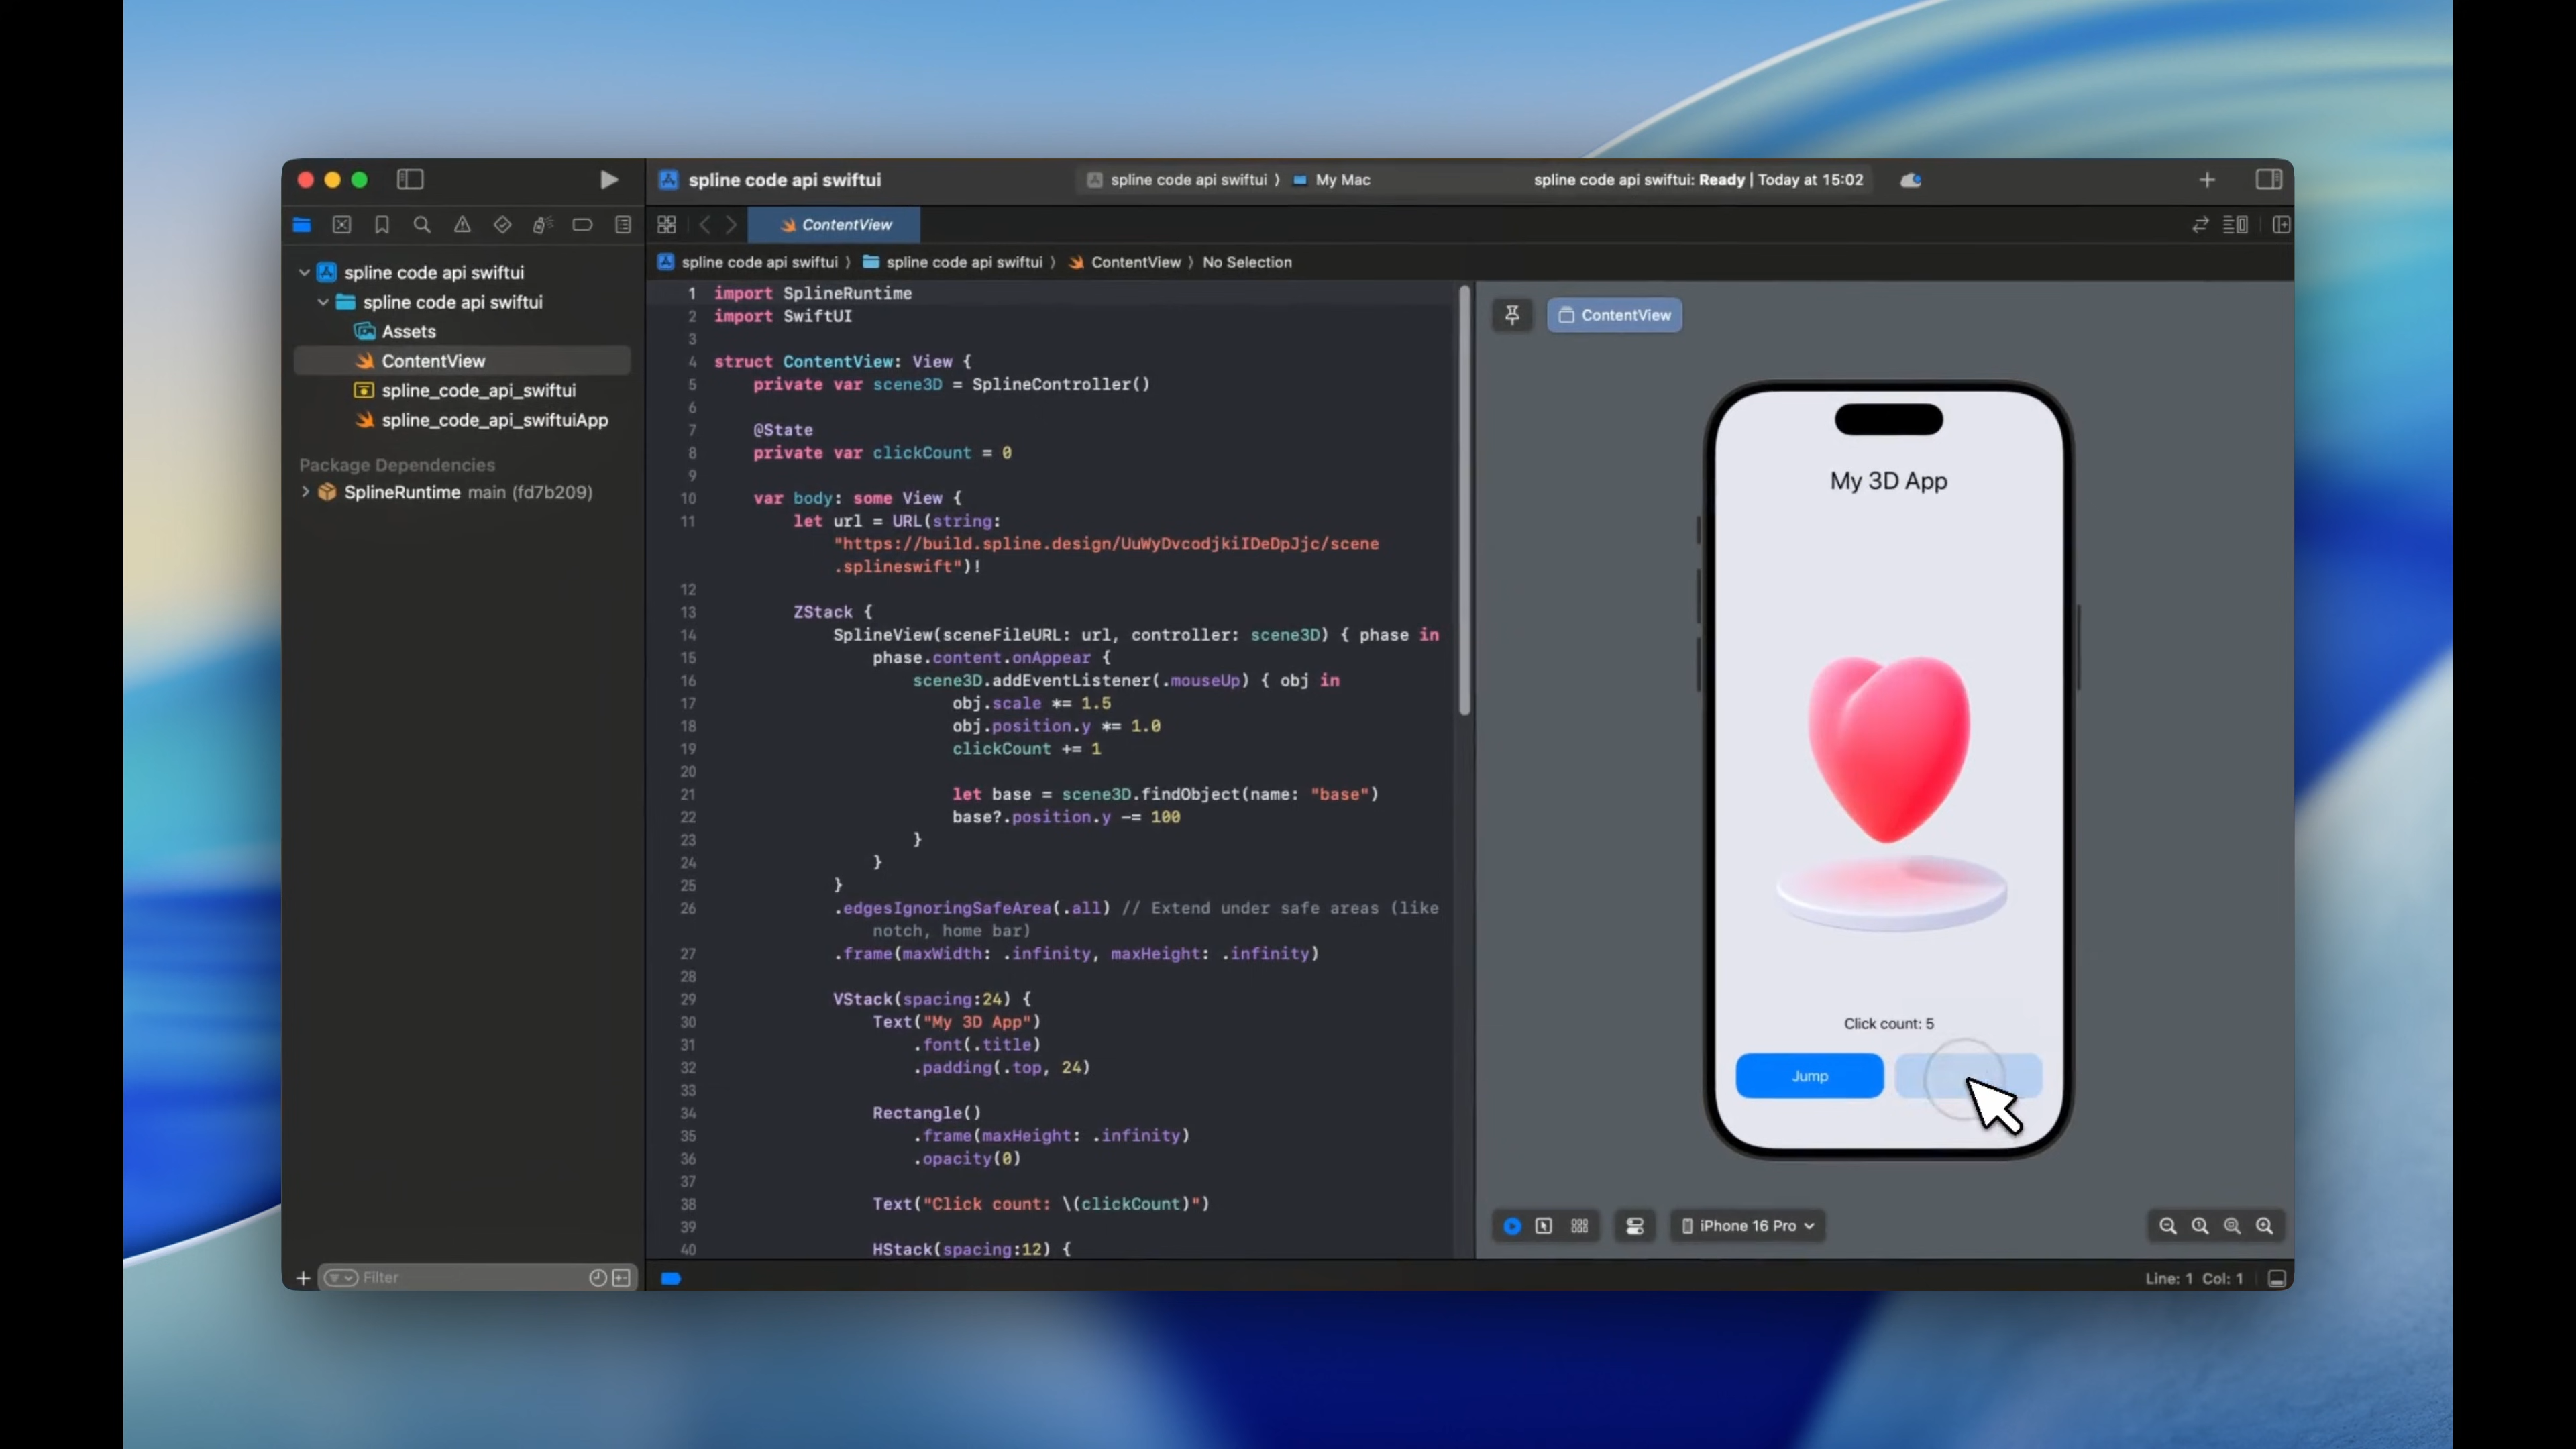 spline code api swiftui
spline code api swiftui 〉 My Mac
spline code api swiftui: Ready | Today at 15:02
ContentView
spline code api swiftui 〉 spline code api swiftui 〉 ContentView 〉 No Selection
spline code api swiftui
spline code api swiftui
Assets
ContentView
spline_code_api_swiftui
spline_code_api_swiftuiApp
Package Dependencies
SplineRuntime main (fd7b209)
Filter
1 import SplineRuntime
2 import SwiftUI
3
4 struct ContentView: View {
5 private var scene3D = SplineController()
6
7 @State
8 private var clickCount = 0
9
10 var body: some View {
11 let url = URL(string:
"https://build.spline.design/UuWyDvcodjkiIDeDpJjc/scene
.splineswift")!
12
13 ZStack {
14 SplineView(sceneFileURL: url, controller: scene3D) { phase in
15 phase.content.onAppear {
16 scene3D.addEventListener(.mouseUp) { obj in
17 obj.scale *= 1.5
18 obj.position.y *= 1.0
19 clickCount += 1
20
21 let base = scene3D.findObject(name: "base")
22 base?.position.y -= 100
23 }
24 }
25 }
26 .edgesIgnoringSafeArea(.all) // Extend under safe areas (like
notch, home bar)
27 .frame(maxWidth: .infinity, maxHeight: .infinity)
28
29 VStack(spacing:24) {
30 Text("My 3D App")
31 .font(.title)
32 .padding(.top, 24)
33
34 Rectangle()
35 .frame(maxHeight: .infinity)
36 .opacity(0)
37
38 Text("Click count: \(clickCount)")
39
40 HStack(spacing:12) {
ContentView
My 3D App
Click count: 5
Jump
iPhone 16 Pro
Line: 1 Col: 1